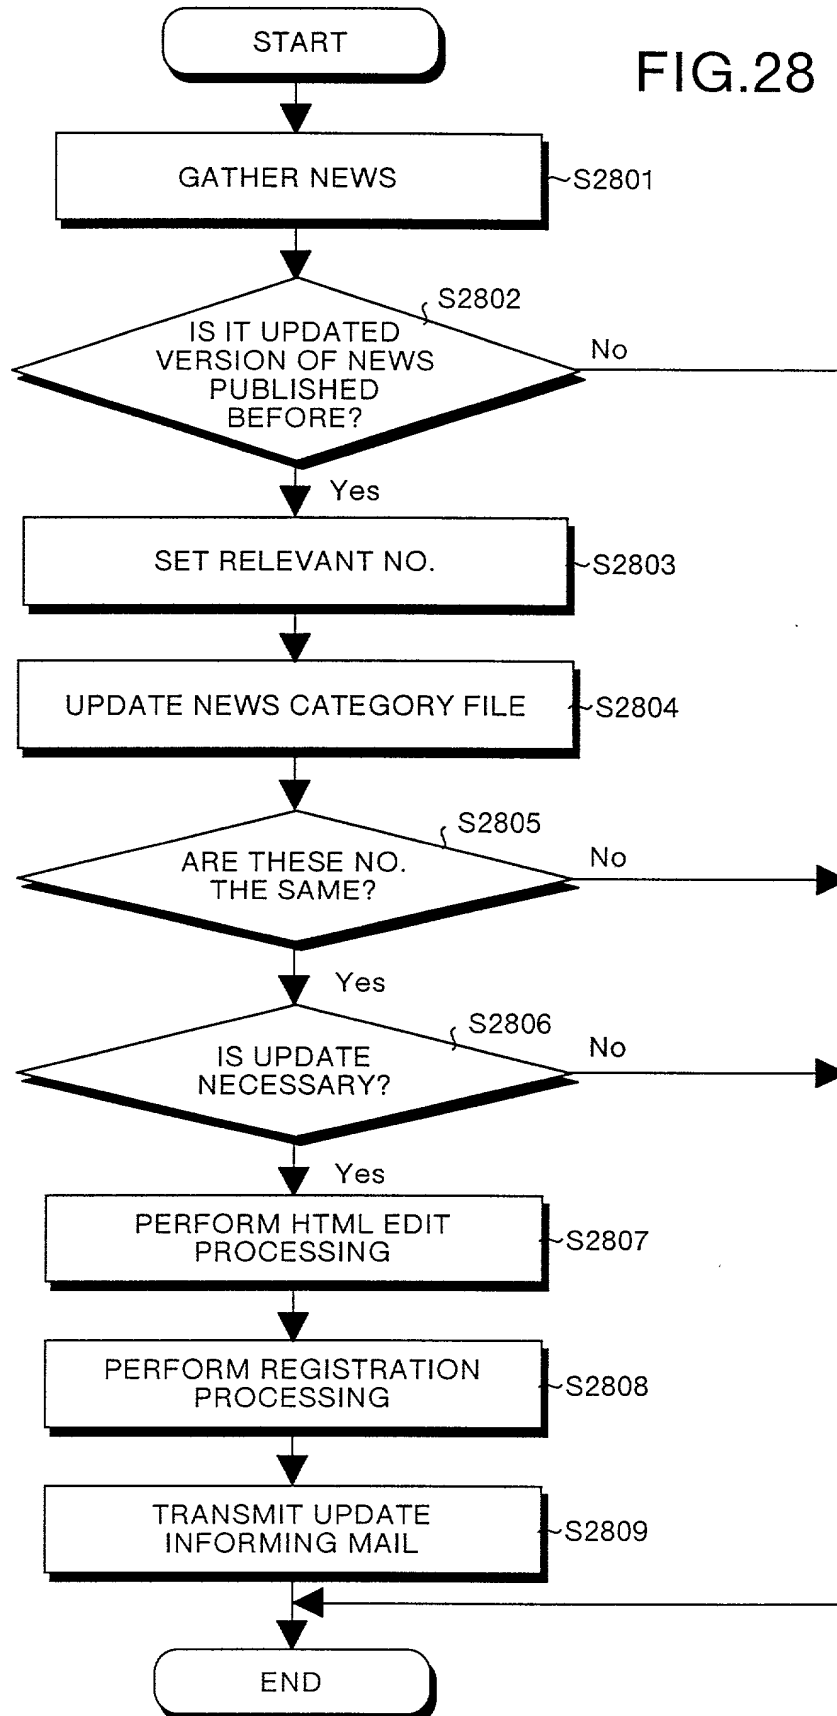 START
FIG.28
GATHER NEWS
S2801
S2802
IS IT UPDATED
VERSION OF NEWS
PUBLISHED
BEFORE?
No
Yes
SET RELEVANT NO.
S2803
UPDATE NEWS CATEGORY FILE
S2804
S2805
ARE THESE NO.
THE SAME?
No
Yes
S2806
IS UPDATE
NECESSARY?
No
Yes
PERFORM HTML EDIT
PROCESSING
S2807
PERFORM REGISTRATION
PROCESSING
S2808
TRANSMIT UPDATE
INFORMING MAIL
S2809
END